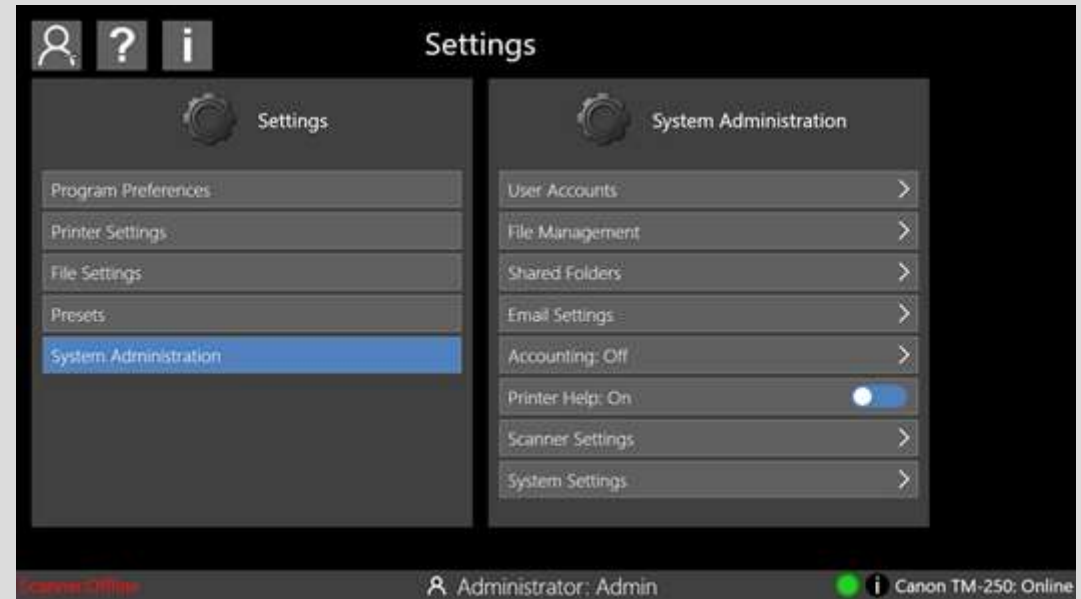 ? i Settings
Settings
Program Preferences
Printer Settings
File Settings
Presets
System Administration
System Administration
User Accounts
File Management
Shared Folders
Email Settings
Accounting: Off
Printer Help: On
Scanner Settings
System Settings
Scanner:Offline
Administrator: Admin
i Canon TM-250: Online